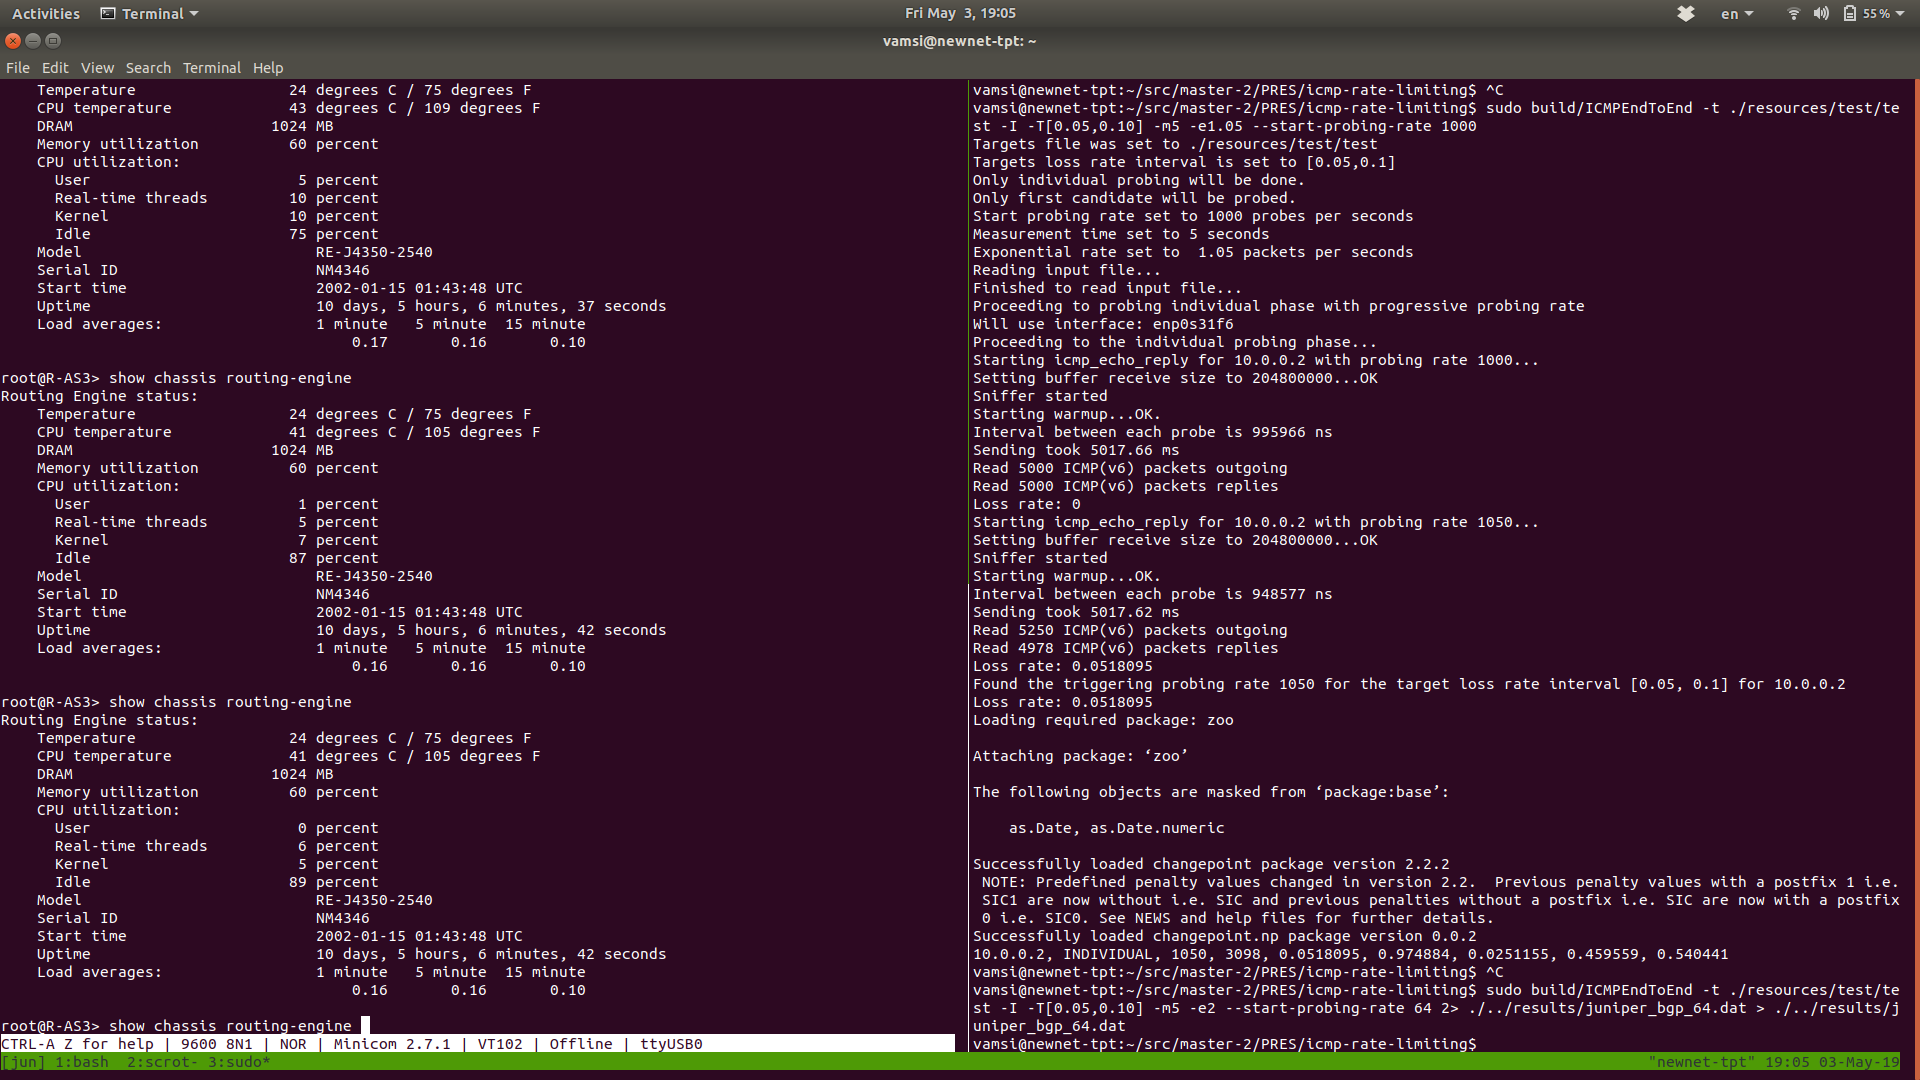 Activities Terminal Fri May 3, 19:05 en 55%
vamsi@newnet-tpt: ~
File Edit View Search Terminal Help
Temperature 24 degrees C / 75 degrees F
CPU temperature 43 degrees C / 109 degrees F
DRAM 1024 MB
Memory utilization 60 percent
CPU utilization:
User 5 percent
Real-time threads 10 percent
Kernel 10 percent
Idle 75 percent
Model RE-J4350-2540
Serial ID NM4346
Start time 2002-01-15 01:43:48 UTC
Uptime 10 days, 5 hours, 6 minutes, 37 seconds
Load averages: 1 minute 5 minute 15 minute
0.17 0.16 0.10
root@R-AS3> show chassis routing-engine
Routing Engine status:
Temperature 24 degrees C / 75 degrees F
CPU temperature 41 degrees C / 105 degrees F
DRAM 1024 MB
Memory utilization 60 percent
CPU utilization:
User 1 percent
Real-time threads 5 percent
Kernel 7 percent
Idle 87 percent
Model RE-J4350-2540
Serial ID NM4346
Start time 2002-01-15 01:43:48 UTC
Uptime 10 days, 5 hours, 6 minutes, 42 seconds
Load averages: 1 minute 5 minute 15 minute
0.16 0.16 0.10
root@R-AS3> show chassis routing-engine
Routing Engine status:
Temperature 24 degrees C / 75 degrees F
CPU temperature 41 degrees C / 105 degrees F
DRAM 1024 MB
Memory utilization 60 percent
CPU utilization:
User 0 percent
Real-time threads 6 percent
Kernel 5 percent
Idle 89 percent
Model RE-J4350-2540
Serial ID NM4346
Start time 2002-01-15 01:43:48 UTC
Uptime 10 days, 5 hours, 6 minutes, 42 seconds
Load averages: 1 minute 5 minute 15 minute
0.16 0.16 0.10
root@R-AS3> show chassis routing-engine
CTRL-A Z for help | 9600 8N1 | NOR | Minicom 2.7.1 | VT102 | Offline | ttyUSB0
vamsi@newnet-tpt:~/src/master-2/PRES/icmp-rate-limiting$ ^C
vamsi@newnet-tpt:~/src/master-2/PRES/icmp-rate-limiting$ sudo build/ICMPEndToEnd -t ./resources/test/te
st -I -T[0.05,0.10] -m5 -e1.05 --start-probing-rate 1000
Targets file was set to ./resources/test/test
Targets loss rate interval is set to [0.05,0.1]
Only individual probing will be done.
Only first candidate will be probed.
Start probing rate set to 1000 probes per seconds
Measurement time set to 5 seconds
Exponential rate set to  1.05 packets per seconds
Reading input file...
Finished to read input file...
Proceeding to probing individual phase with progressive probing rate
Will use interface: enp0s31f6
Proceeding to the individual probing phase...
Starting icmp_echo_reply for 10.0.0.2 with probing rate 1000...
Setting buffer receive size to 204800000...OK
Sniffer started
Starting warmup...OK.
Interval between each probe is 995966 ns
Sending took 5017.66 ms
Read 5000 ICMP(v6) packets outgoing
Read 5000 ICMP(v6) packets replies
Loss rate: 0
Starting icmp_echo_reply for 10.0.0.2 with probing rate 1050...
Setting buffer receive size to 204800000...OK
Sniffer started
Starting warmup...OK.
Interval between each probe is 948577 ns
Sending took 5017.62 ms
Read 5250 ICMP(v6) packets outgoing
Read 4978 ICMP(v6) packets replies
Loss rate: 0.0518095
Found the triggering probing rate 1050 for the target loss rate interval [0.05, 0.1] for 10.0.0.2
Loss rate: 0.0518095
Loading required package: zoo
Attaching package: ‘zoo’
The following objects are masked from ‘package:base’:
as.Date, as.Date.numeric
Successfully loaded changepoint package version 2.2.2
NOTE: Predefined penalty values changed in version 2.2.  Previous penalty values with a postfix 1 i.e.
SIC1 are now without i.e. SIC and previous penalties without a postfix i.e. SIC are now with a postfix
0 i.e. SIC0. See NEWS and help files for further details.
Successfully loaded changepoint.np package version 0.0.2
10.0.0.2, INDIVIDUAL, 1050, 3098, 0.0518095, 0.974884, 0.0251155, 0.459559, 0.540441
vamsi@newnet-tpt:~/src/master-2/PRES/icmp-rate-limiting$ ^C
vamsi@newnet-tpt:~/src/master-2/PRES/icmp-rate-limiting$ sudo build/ICMPEndToEnd -t ./resources/test/te
st -I -T[0.05,0.10] -m5 -e2 --start-probing-rate 64 2> ./../results/juniper_bgp_64.dat > ./../results/j
uniper_bgp_64.dat
vamsi@newnet-tpt:~/src/master-2/PRES/icmp-rate-limiting$
[jun] 1:bash  2:scrot- 3:sudo* "newnet-tpt" 19:05 03-May-19